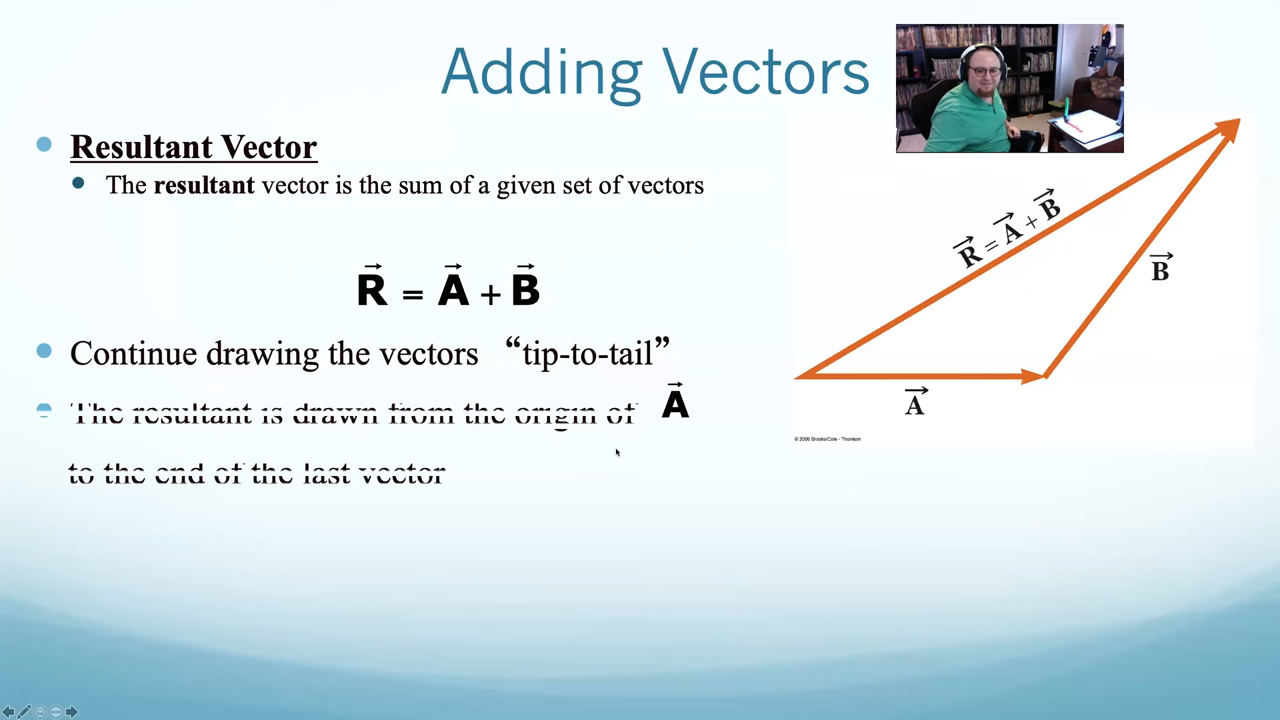 Adding Vectors
Resultant Vector
The resultant vector is the sum of a given set of vectors
R = A + B
Continue drawing the vectors “tip-to-tail”
The resultant is drawn from the origin of A
to the end of the last vector
R = A + B
B
A
© 2006 Brooks/Cole - Thomson